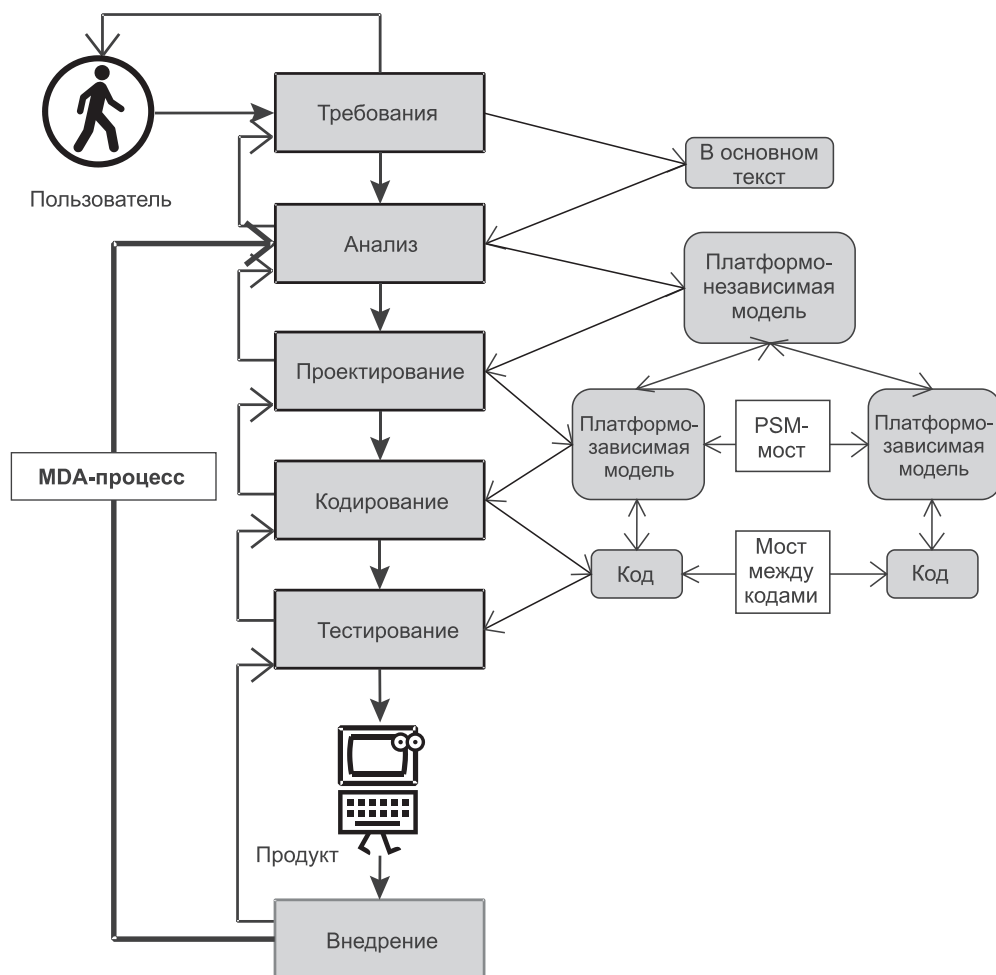 Требования
В основном
текст
Пользователь
Анализ
Платформо-
независимая
модель
Проектирование
Платформо-
зависимая
модель
PSM-
мост
Платформо-
зависимая
модель
MDA-процесс
Кодирование
Мост
между
кодами
Код
Код
Тестирование
Продукт
Внедрение